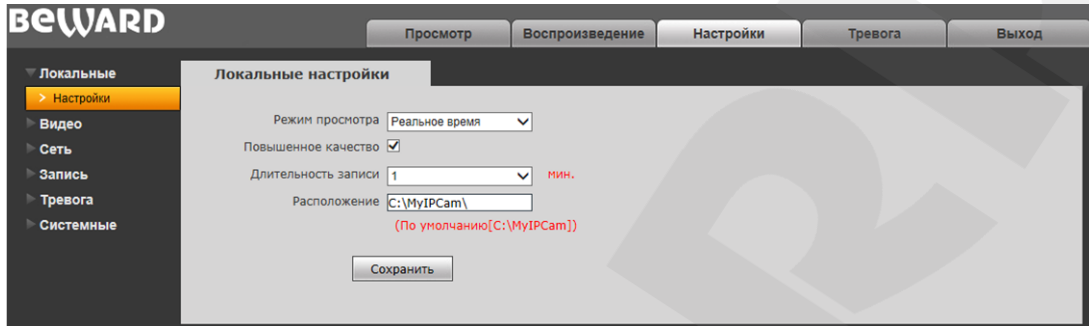 BEWARD
Просмотр Воспроизведение Настройки Тревога Выход
Локальные
Настройки
Видео
Сеть
Запись
Тревога
Системные
Локальные настройки
Режим просмотра Реальное время
Повышенное качество
Длительность записи 1 мин.
Расположение C:\MyIPCam\
(По умолчанию[C:\MyIPCam])
Сохранить